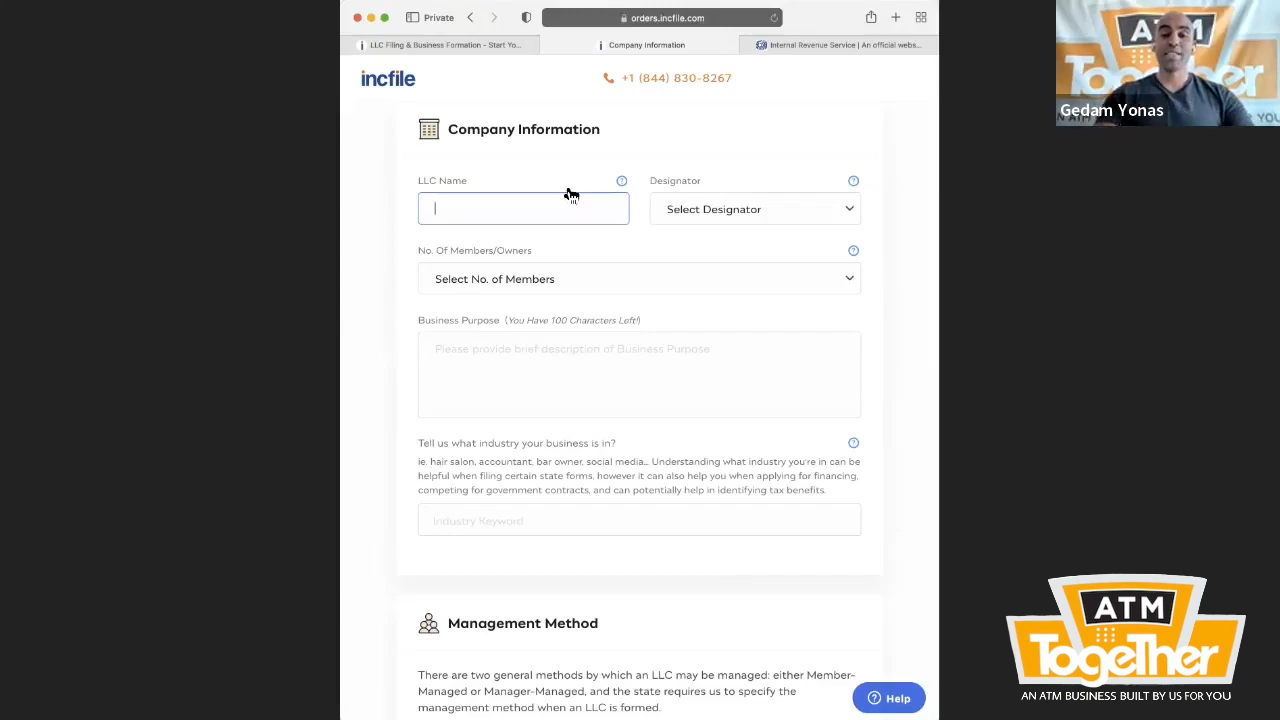 Private
orders.incfile.com
LLC Filing & Business Formation - Start Yo...
Company Information
Internal Revenue Service | An official webs...
incfile
+1 (844) 830-8267
Company Information
LLC Name
Designator
Select Designator
No. Of Members/Owners
Select No. of Members
Business Purpose (You Have 100 Characters Left!)
Please provide brief description of Business Purpose
Tell us what industry your business is in?
ie. hair salon, accountant, bar owner, social media... Understanding what industry you're in can be
helpful when filing certain state forms, however it can also help you when applying for financing,
competing for government contracts, and can potentially help in identifying tax benefits.
Industry Keyword
Management Method
There are two general methods by which an LLC may be managed: either Member-
Managed or Manager-Managed, and the state requires us to specify the
management method when an LLC is formed.
Help
ATM
Together
Gedam Yonas
ATM
Together
AN ATM BUSINESS BUILT BY US FOR YOU